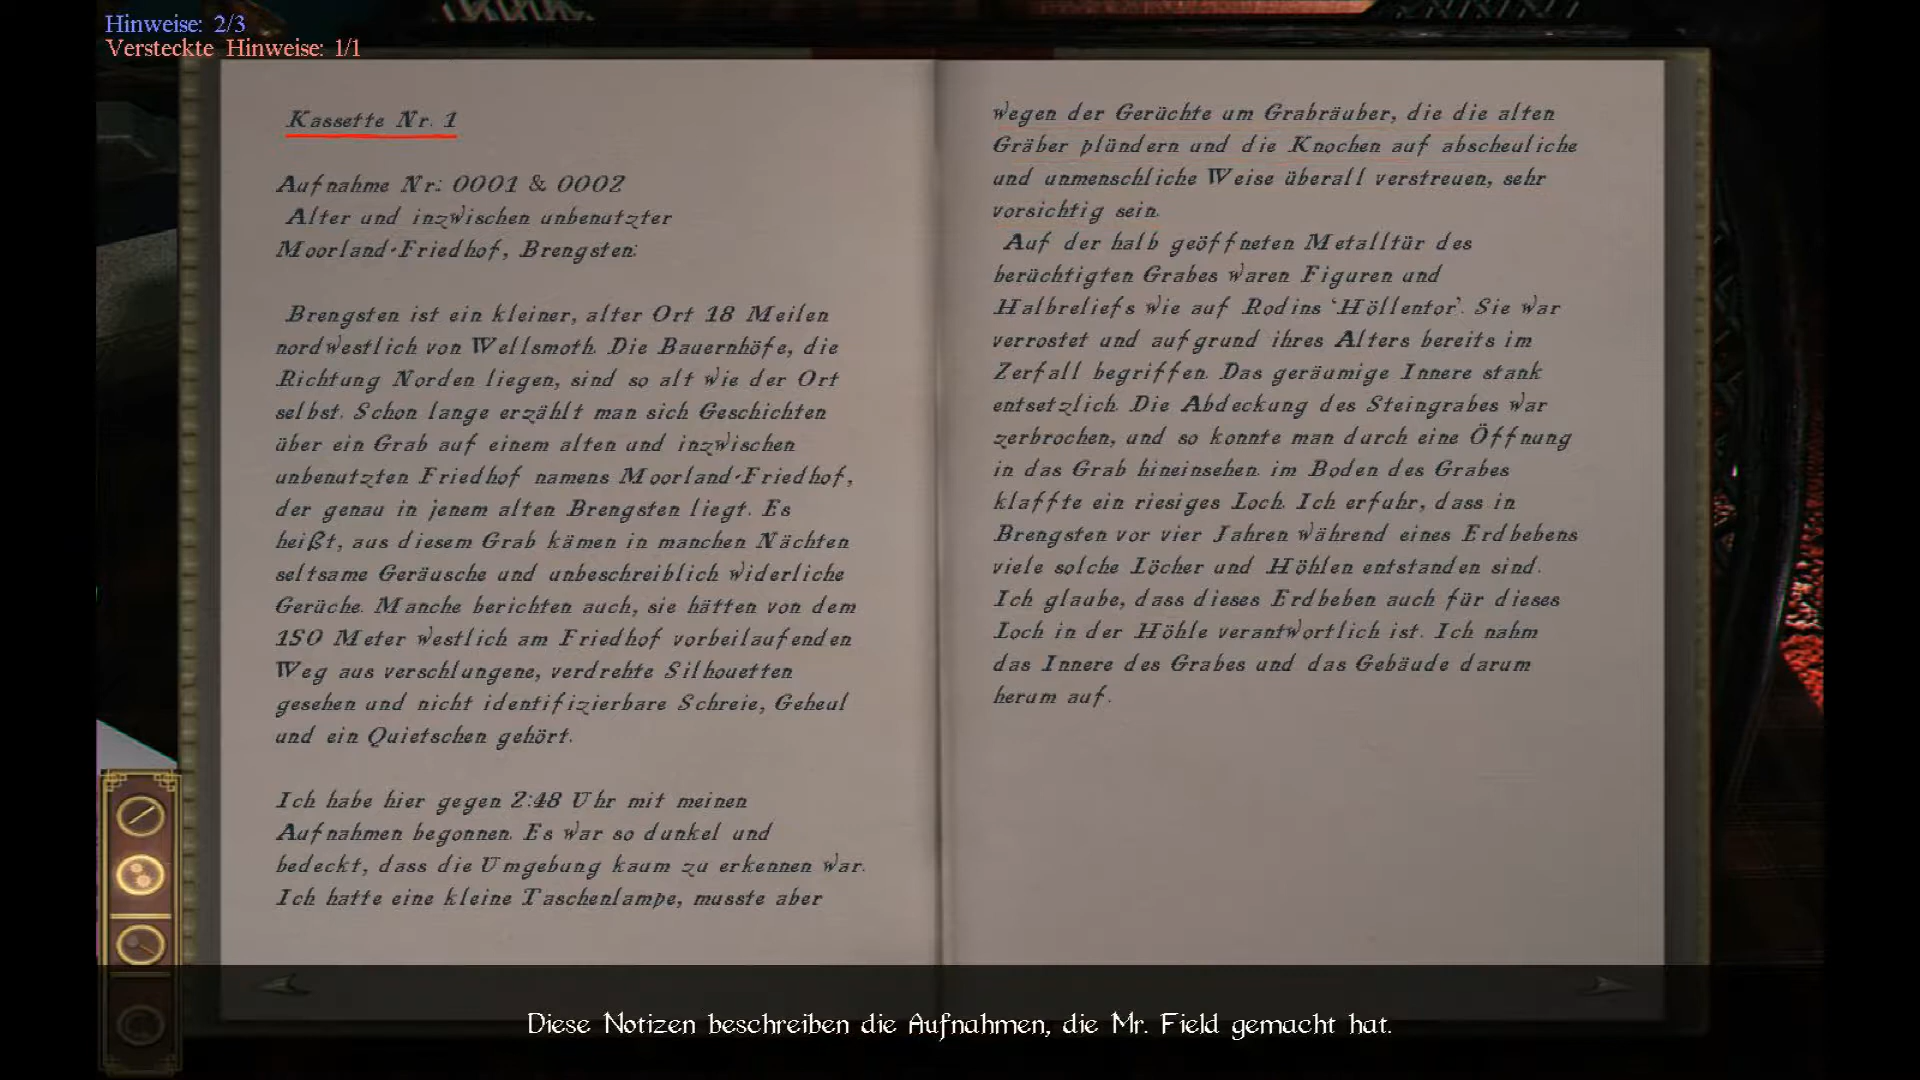 Hinweise: 2/3
Versteckte Hinweise: 1/1
Kassette Nr. 1
Aufnahme Nr.: 0001 & 0002
Alter und inzwischen unbenutzter
Moorland-Friedhof, Brengsten:
Brengsten ist ein kleiner, alter Ort 18 Meilen
nordwestlich von Wellsmoth. Die Bauernhöfe, die
Richtung Norden liegen, sind so alt wie der Ort
selbst. Schon lange erzählt man sich Geschichten
über ein Grab auf einem alten und inzwischen
unbenutzten Friedhof namens Moorland-Friedhof,
der genau in jenem alten Brengsten liegt. Es
heißt, aus diesem Grab kämen in manchen Nächten
seltsame Geräusche und unbeschreiblich widerliche
Gerüche. Manche berichten auch, sie hätten von dem
150 Meter westlich am Friedhof vorbeilaufenden
Weg aus verschlungene, verdrehte Silhouetten
gesehen und nicht identifizierbare Schreie, Geheul
und ein Quietschen gehört.
Ich habe hier gegen 2:48 Uhr mit meinen
Aufnahmen begonnen. Es war so dunkel und
bedeckt, dass die Umgebung kaum zu erkennen war.
Ich hatte eine kleine Taschenlampe, musste aber
wegen der Gerüchte um Grabräuber, die die alten
Gräber plündern und die Knochen auf abscheuliche
und unmenschliche Weise überall verstreuen, sehr
vorsichtig sein.
Auf der halb geöffneten Metalltür des
berüchtigten Grabes waren Figuren und
Halbreliefs wie auf Rodins 'Höllentor'. Sie war
verrostet und aufgrund ihres Alters bereits im
Zerfall begriffen. Das geräumige Innere stank
entsetzlich. Die Abdeckung des Steingrabes war
zerbrochen, und so konnte man durch eine Öffnung
in das Grab hineinsehen. im Boden des Grabes
klaffte ein riesiges Loch. Ich erfuhr, dass in
Brengsten vor vier Jahren während eines Erdbebens
viele solche Löcher und Höhlen entstanden sind.
Ich glaube, dass dieses Erdbeben auch für dieses
Loch in der Höhle verantwortlich ist. Ich nahm
das Innere des Grabes und das Gebäude darum
herum auf.
Diese Notizen beschreiben die Aufnahmen, die Mr. Field gemacht hat.